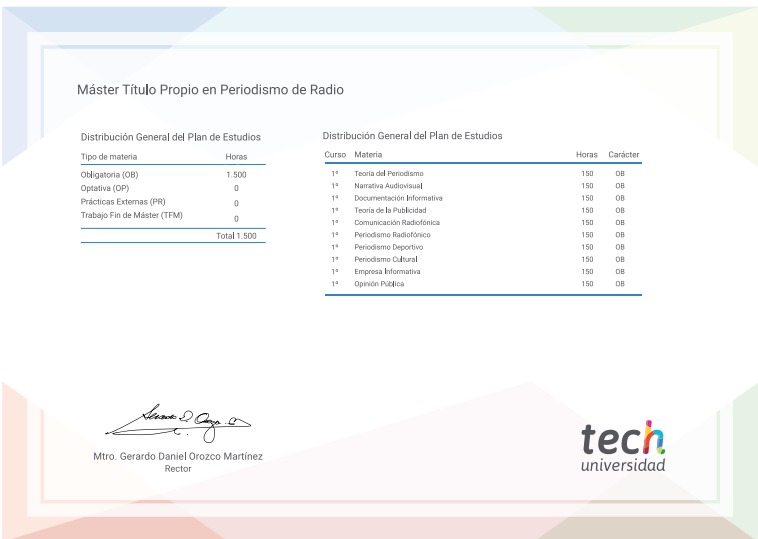 Máster Título Propio en Periodismo de Radio
Distribución General del Plan de Estudios
Tipo de materia Horas
Obligatoria (OB) 1.500
Optativa (OP) 0
Prácticas Externas (PR) 0
Trabajo Fin de Máster (TFM) 0
Total 1.500
Distribución General del Plan de Estudios
Curso Materia Horas Carácter
1º Teoría del Periodismo 150 OB
1º Narrativa Audiovisual 150 OB
1º Documentación Informativa 150 OB
1º Teoría de la Publicidad 150 OB
1º Comunicación Radiofónica 150 OB
1º Periodismo Radiofónico 150 OB
1º Periodismo Deportivo 150 OB
1º Periodismo Cultural 150 OB
1º Empresa Informativa 150 OB
1º Opinión Pública 150 OB
Mtro. Gerardo Daniel Orozco Martínez
Rector
tech
universidad